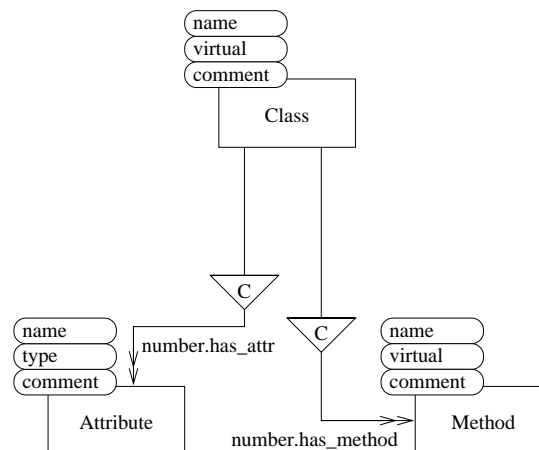 name
virtual
comment
Class
C
C
name
type
comment
Attribute
number.has_attr
name
virtual
comment
Method
number.has_method